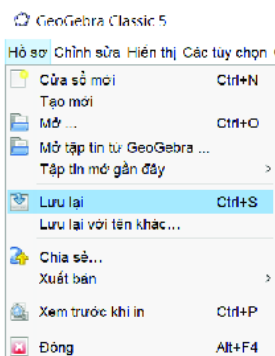 GeoGebra Classic 5
Hồ sơ Chỉnh sửa Hiển thị Các tùy chọn
Cửa sổ mới Ctrl+N
Tạo mới
Mở ... Ctrl+O
Mở tập tin từ GeoGebra ...
Tập tin mở gần đây >
Lưu lại Ctrl+S
Lưu lại với tên khác...
Chia sẻ...
Xuất bản >
Xem trước khi in Ctrl+P
Đóng Alt+F4